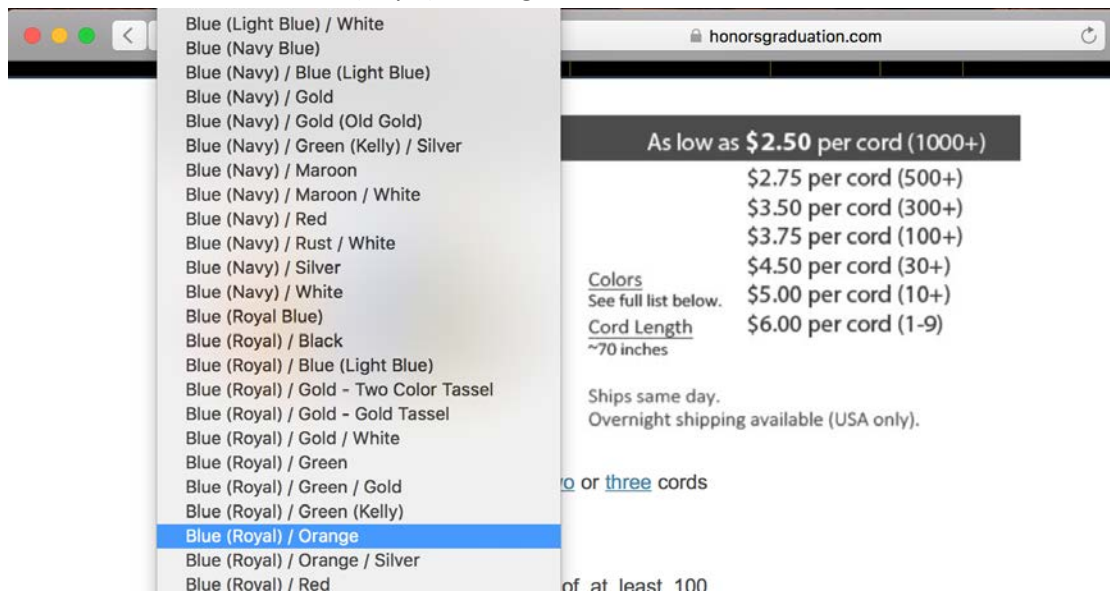 Blue (Light Blue) / White
Blue (Navy Blue)
Blue (Navy) / Blue (Light Blue)
Blue (Navy) / Gold
Blue (Navy) / Gold (Old Gold)
Blue (Navy) / Green (Kelly) / Silver
Blue (Navy) / Maroon
Blue (Navy) / Maroon / White
Blue (Navy) / Red
Blue (Navy) / Rust / White
Blue (Navy) / Silver
Blue (Navy) / White
Blue (Royal Blue)
Blue (Royal) / Black
Blue (Royal) / Blue (Light Blue)
Blue (Royal) / Gold - Two Color Tassel
Blue (Royal) / Gold - Gold Tassel
Blue (Royal) / Gold / White
Blue (Royal) / Green
Blue (Royal) / Green / Gold
Blue (Royal) / Green (Kelly)
Blue (Royal) / Orange
Blue (Royal) / Orange / Silver
Blue (Royal) / Red
honorsgraduation.com
As low as $2.50 per cord (1000+)
$2.75 per cord (500+)
$3.50 per cord (300+)
$3.75 per cord (100+)
$4.50 per cord (30+)
$5.00 per cord (10+)
$6.00 per cord (1-9)
Colors
See full list below.
Cord Length
~70 inches
Ships same day.
Overnight shipping available (USA only).
or three cords
of at least 100